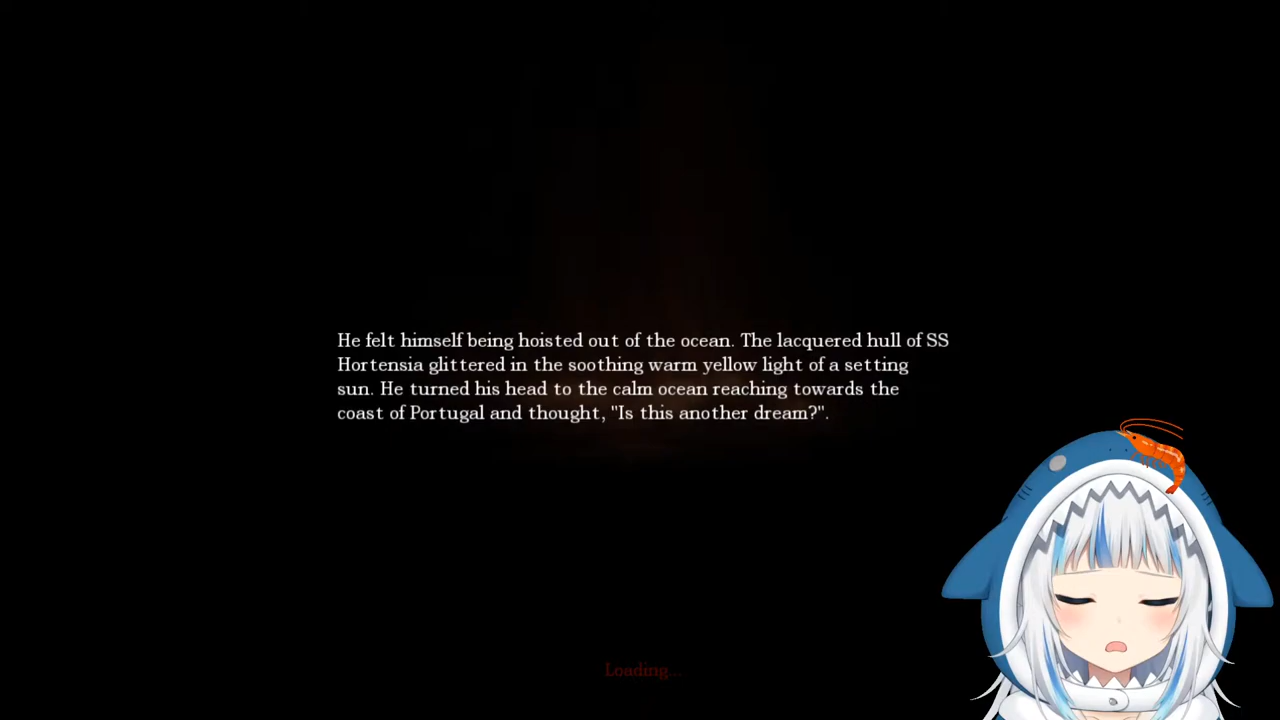 He felt himself being hoisted out of the ocean. The lacquered hull of SS
Hortensia glittered in the soothing warm yellow light of a setting
sun. He turned his head to the calm ocean reaching towards the
coast of Portugal and thought, "Is this another dream?".
Loading...